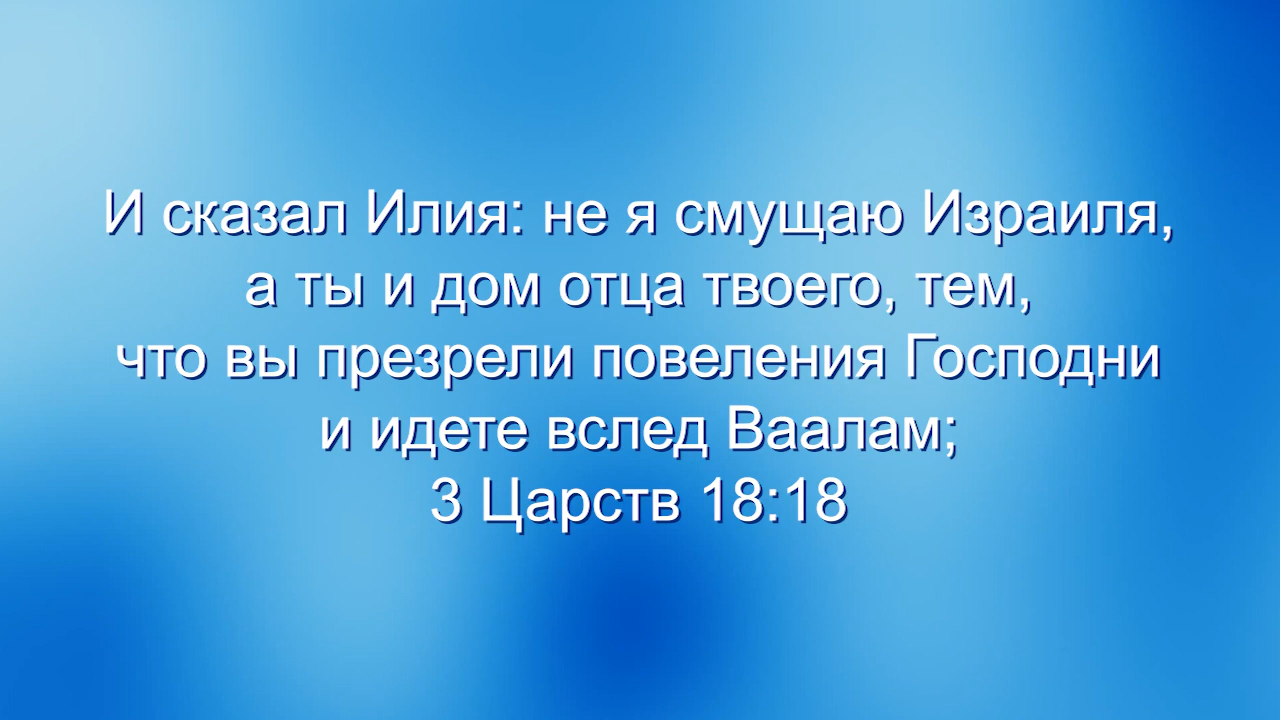 И сказал Илия: не я смущаю Израиля,
а ты и дом отца твоего, тем,
что вы презрели повеления Господни
и идете вслед Ваалам;
3 Царств 18:18